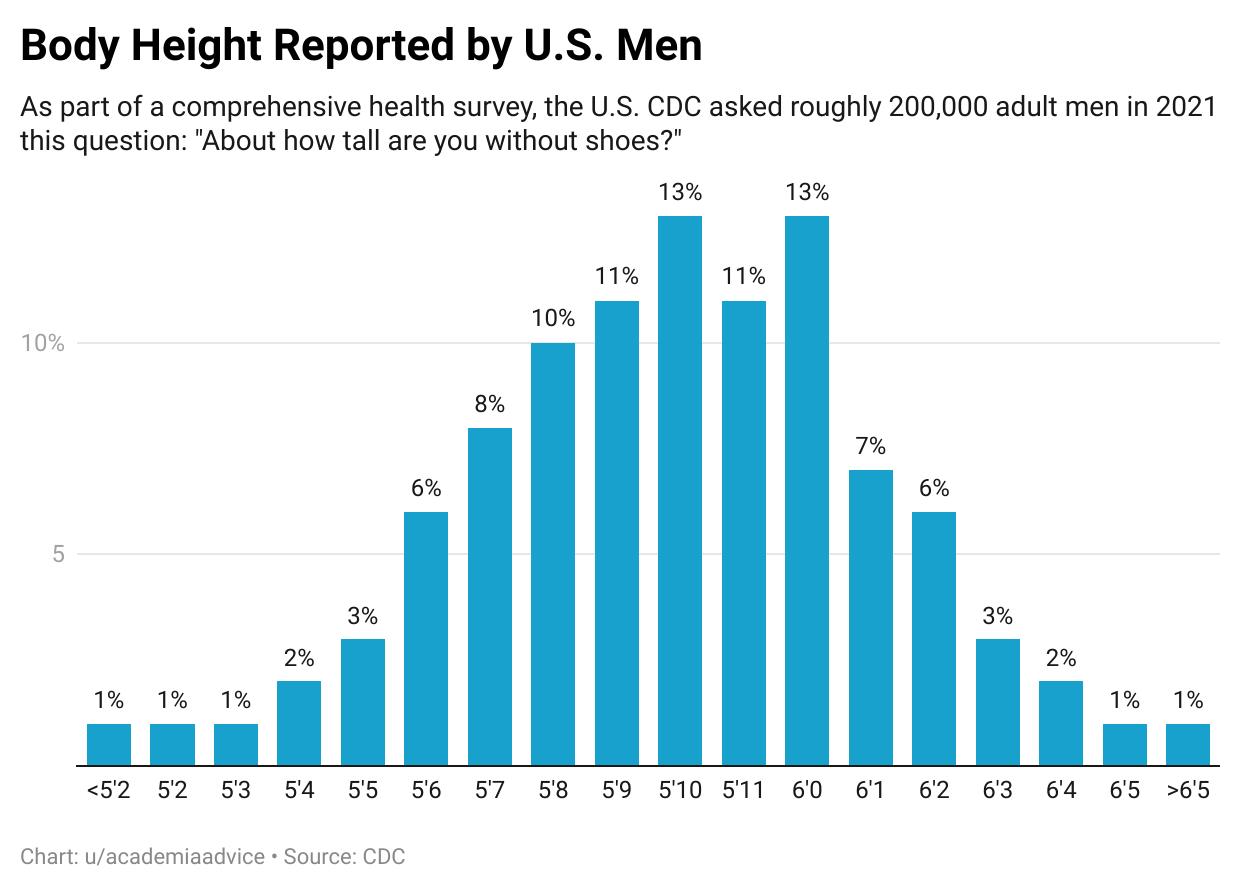 Body Height Reported by U.S. Men
As part of a comprehensive health survey, the U.S. CDC asked roughly 200,000 adult men in 2021
this question: "About how tall are you without shoes?"
13% 13%
11% 11%
10%
10%
8%
7%
6% 6%
5
3% 3%
2% 2%
1% 1% 1% 1% 1%
<5'2 5'2 5'3 5'4 5'5 5'6 5'7 5'8 5'9 5'10 5'11 6'0 6'1 6'2 6'3 6'4 6'5 >6'5
Chart: u/academiaadvice • Source: CDC